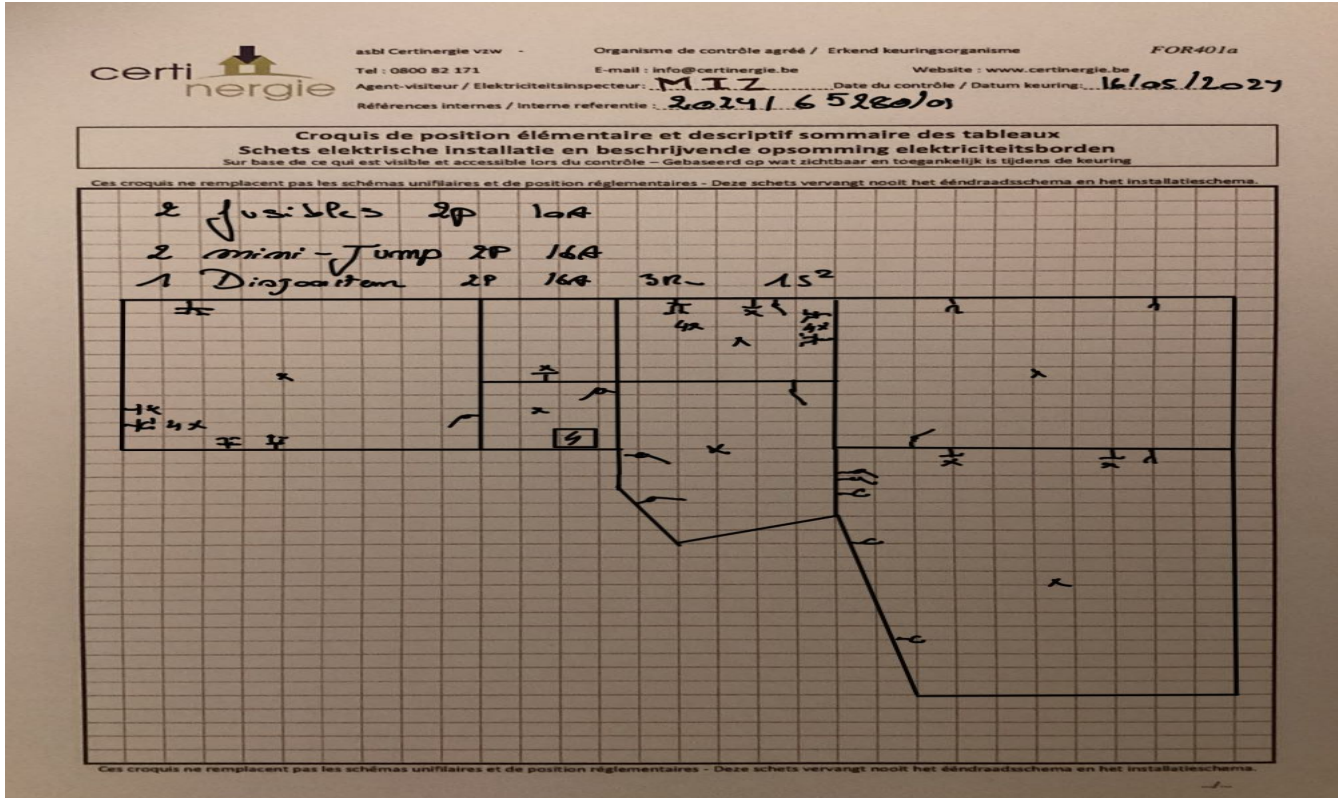 certi nergie
asbl Certinergie vzw - Organisme de contrôle agréé / Erkend keuringsorganisme FOR401a
Tel : 0800 82 171 E-mail : info@certinergie.be Website : www.certinergie.be
Agent-visiteur / Elektriciteitsinspecteur: MIZ Date du contrôle / Datum keuring: 16/05/2024
Références internes / Interne referentie : 2024/65280/01
Croquis de position élémentaire et descriptif sommaire des tableaux
Schets elektrische installatie en beschrijvende opsomming elektriciteitsborden
Sur base de ce qui est visible et accessible lors du contrôle – Gebaseerd op wat zichtbaar en toegankelijk is tijdens de keuring
Ces croquis ne remplacent pas les schémas unifilaires et de position réglementaires - Deze schets vervangt nooit het ééndraadsschema en het installatieschema.
2 fusibles 2p 10A
2 mini-Jump 2P 16A
1 2P 16A
4x
4x
4x
Ces croquis ne remplacent pas les schémas unifilaires et de position réglementaires - Deze schets vervangt nooit het ééndraadsschema en het installatieschema.